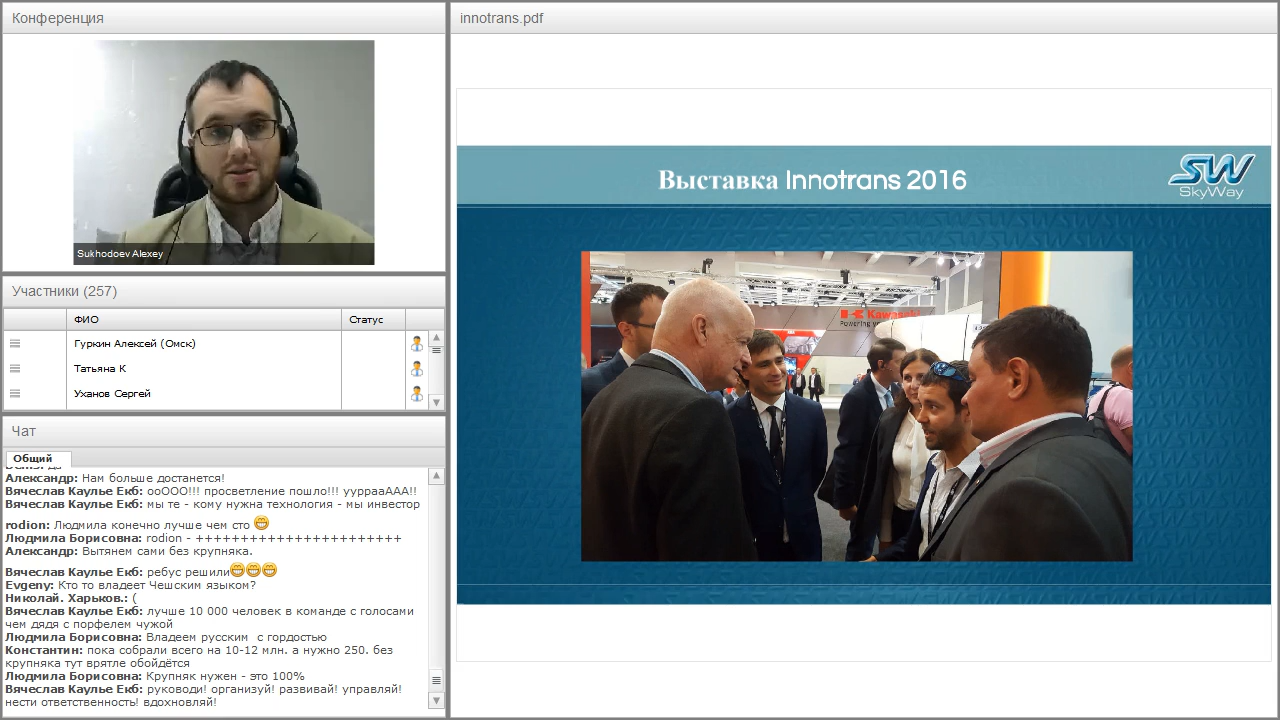 Конференция
Sukhodoev Alexey
Участники (257)
ФИО
Статус
Гуркин Алексей (Омск)
Татьяна К
Уханов Сергей
Чат
Общий
Александр: Нам больше достанется!
Вячеслав Каулье Екб: ооООО!!! просветление пошло!!! ууррааААА!!
Вячеслав Каулье Екб: мы те - кому нужна технология - мы инвестор
rodion: Людмила конечно лучше чем сто
Людмила Борисовна: rodion - +++++++++++++++++++++++
Александр: Вытянем сами без крупняка.
Вячеслав Каулье Екб: ребус решили
Evgeny: Кто то владеет Чешским языком?
Николай. Харьков.: (
Вячеслав Каулье Екб: лучше 10 000 человек в команде с голосами
чем дядя с порфелем чужой
Людмила Борисовна: Владеем русским с гордостью
Константин: пока собрали всего на 10-12 млн. а нужно 250. без
крупняка тут врятле обойдётся
Людмила Борисовна: Крупняк нужен - это 100%
Вячеслав Каулье Екб: руководи! организуй! развивай! управляй!
нести ответственность! вдохновляй!
innotrans.pdf
Выставка Innotrans 2016
SW
SkyWay
Kawasaki
Powering